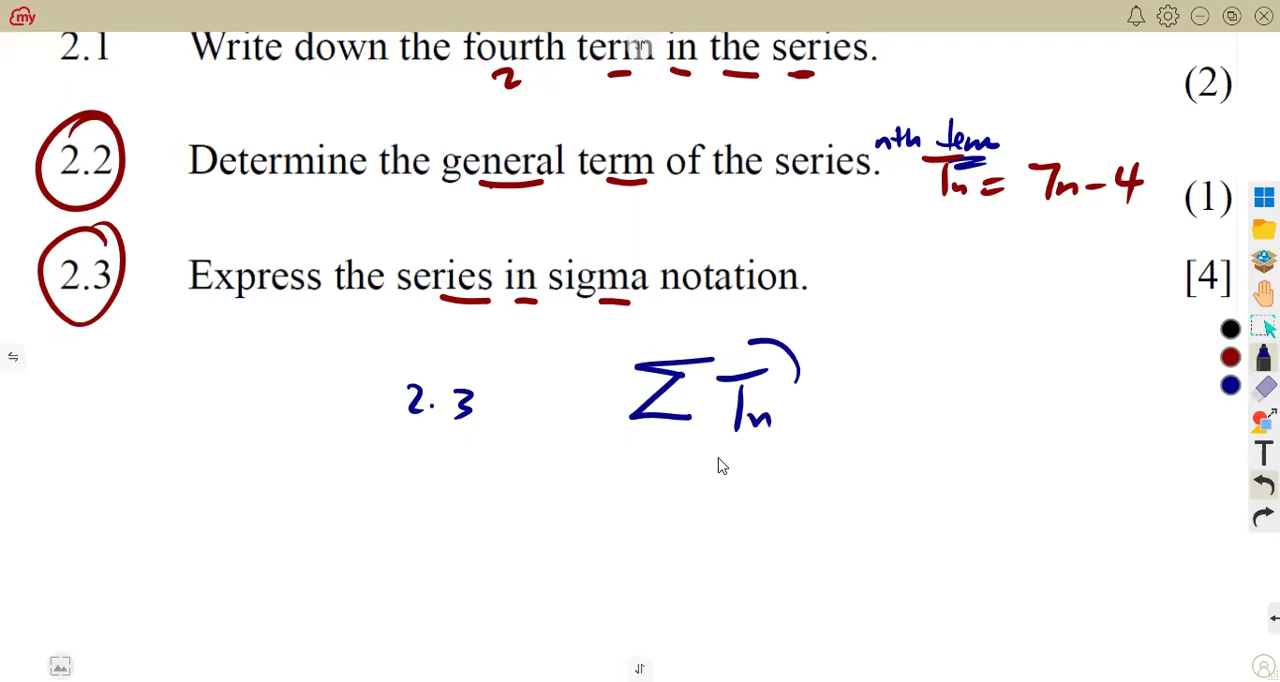 my
2.1 Write down the fourth term in the series.
2
(2)
nth term
2.2 Determine the general term of the series.
Tn = 7n - 4
(1)
2.3 Express the series in sigma notation.
[4]
2.3 Σ Tn
T